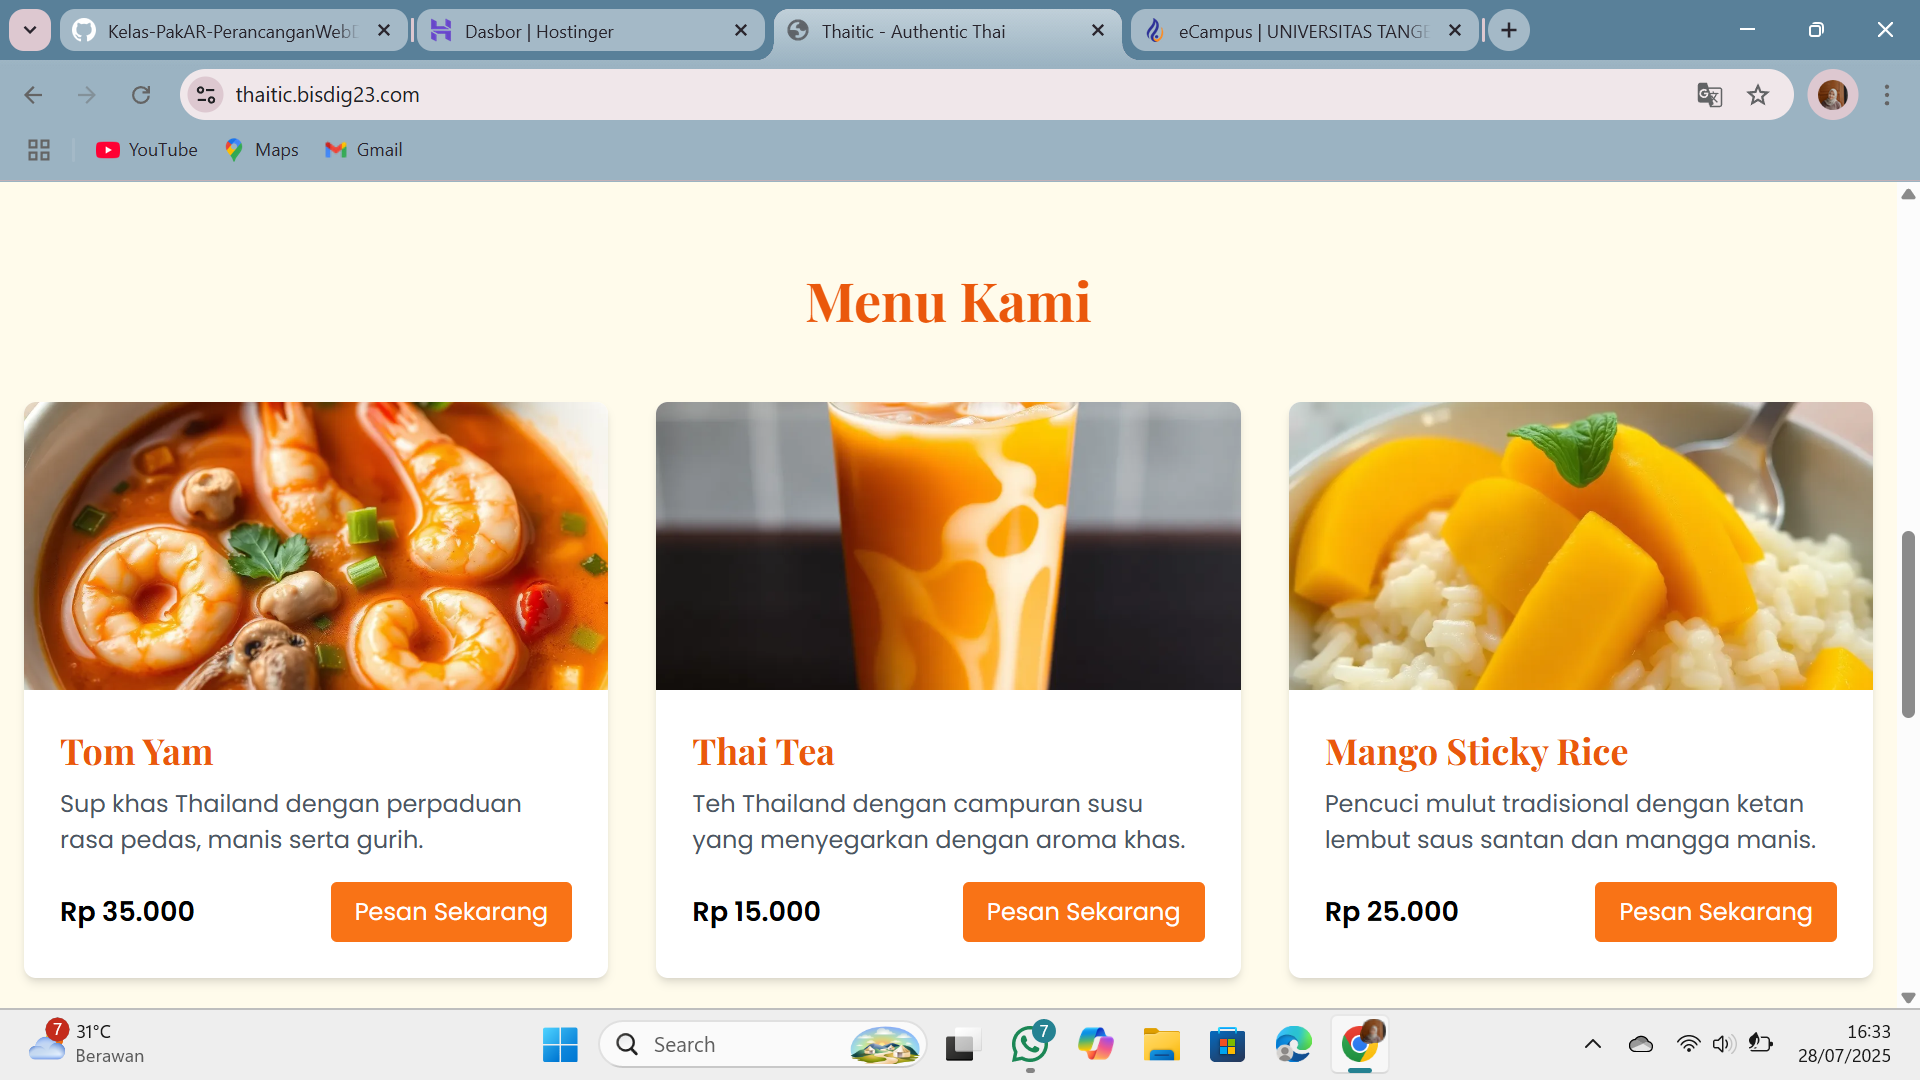 Kelas-PakAR-PerancanganWeb
Dasbor | Hostinger
Thaitic - Authentic Thai
eCampus | UNIVERSITAS TANGE
thaitic.bisdig23.com
YouTube
Maps
Gmail
Menu Kami
Tom Yam
Sup khas Thailand dengan perpaduan
rasa pedas, manis serta gurih.
Rp 35.000
Pesan Sekarang
Thai Tea
Teh Thailand dengan campuran susu
yang menyegarkan dengan aroma khas.
Rp 15.000
Pesan Sekarang
Mango Sticky Rice
Pencuci mulut tradisional dengan ketan
lembut saus santan dan mangga manis.
Rp 25.000
Pesan Sekarang
7
31°C
Berawan
Search
7
16:33
28/07/2025